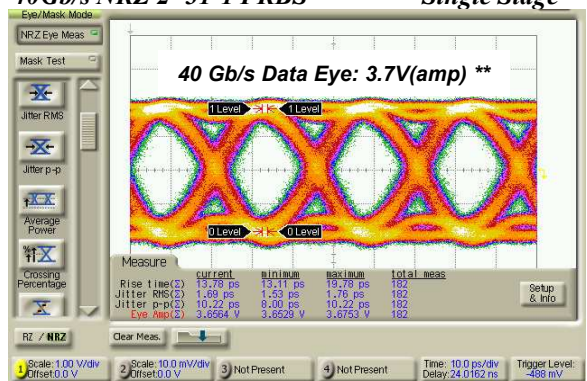 40Gb/s NRZ 2^31-1 PRBS Single Stage
Eye/Mask Mode
NRZ Eye Meas
Mask Test
40 Gb/s Data Eye: 3.7V(amp) **
1 Level 1 Level
Jitter RMS
Jitter p-p
Average
Power
0 Level 0 Level
Crossing
Percentage
Measure
current minimum maximum total meas
Rise time(Σ) 13.78 ps 13.11 ps 19.78 ps 182
Jitter RMS(Σ) 1.69 ps 1.53 ps 1.76 ps 182
Jitter p-p(Σ) 10.22 ps 8.00 ps 10.22 ps 182
Eye Amp(Σ) 3.6564 V 3.6529 V 3.6753 V 182
Setup
& Info
RZ / NRZ
Clear Meas.
1 Scale: 1.00 V/div
Offset:0.0 V
2 Scale: 10.0 mV/div
Offset:0.0 V
3 Not Present
4 Not Present
Time: 10.0 ps/div
Delay:24.0162 ns
Trigger Level:
-488 mV